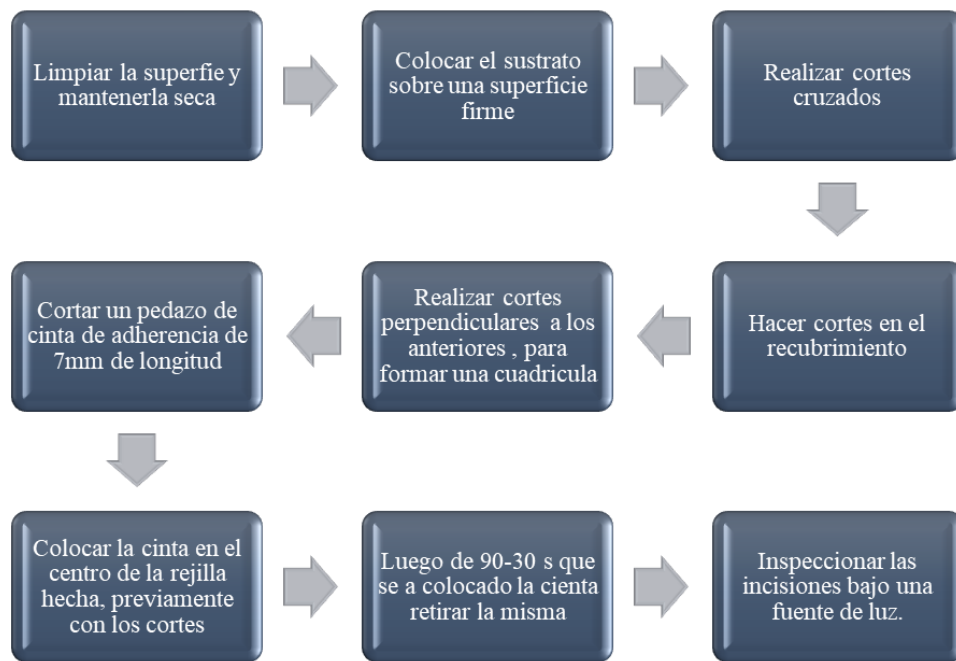 Limpiar la superfie y
mantenerla seca
Colocar el sustrato
sobre una superficie
firme
Realizar cortes
cruzados
Hacer cortes en el
recubrimiento
Realizar cortes
perpendiculares a los
anteriores , para
formar una cuadricula
Cortar un pedazo de
cinta de adherencia de
7mm de longitud
Colocar la cinta en el
centro de la rejilla
hecha, previamente
con los cortes
Luego de 90-30 s que
se a colocado la cienta
retirar la misma
Inspeccionar las
incisiones bajo una
fuente de luz.